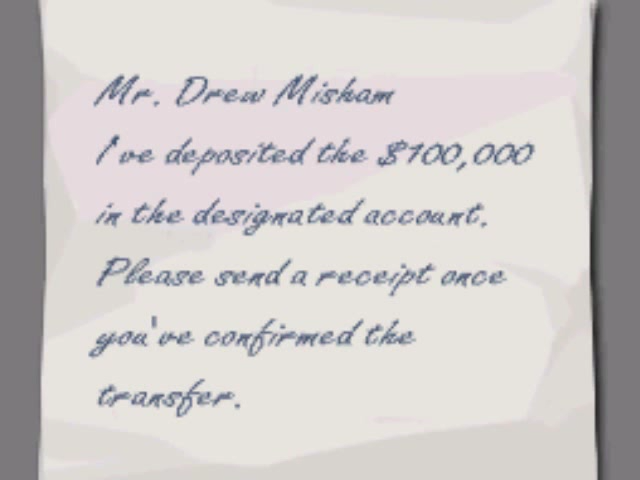 Mr. Drew Misham
I've deposited the $100,000
in the designated account.
Please send a receipt once
you've confirmed the
transfer.